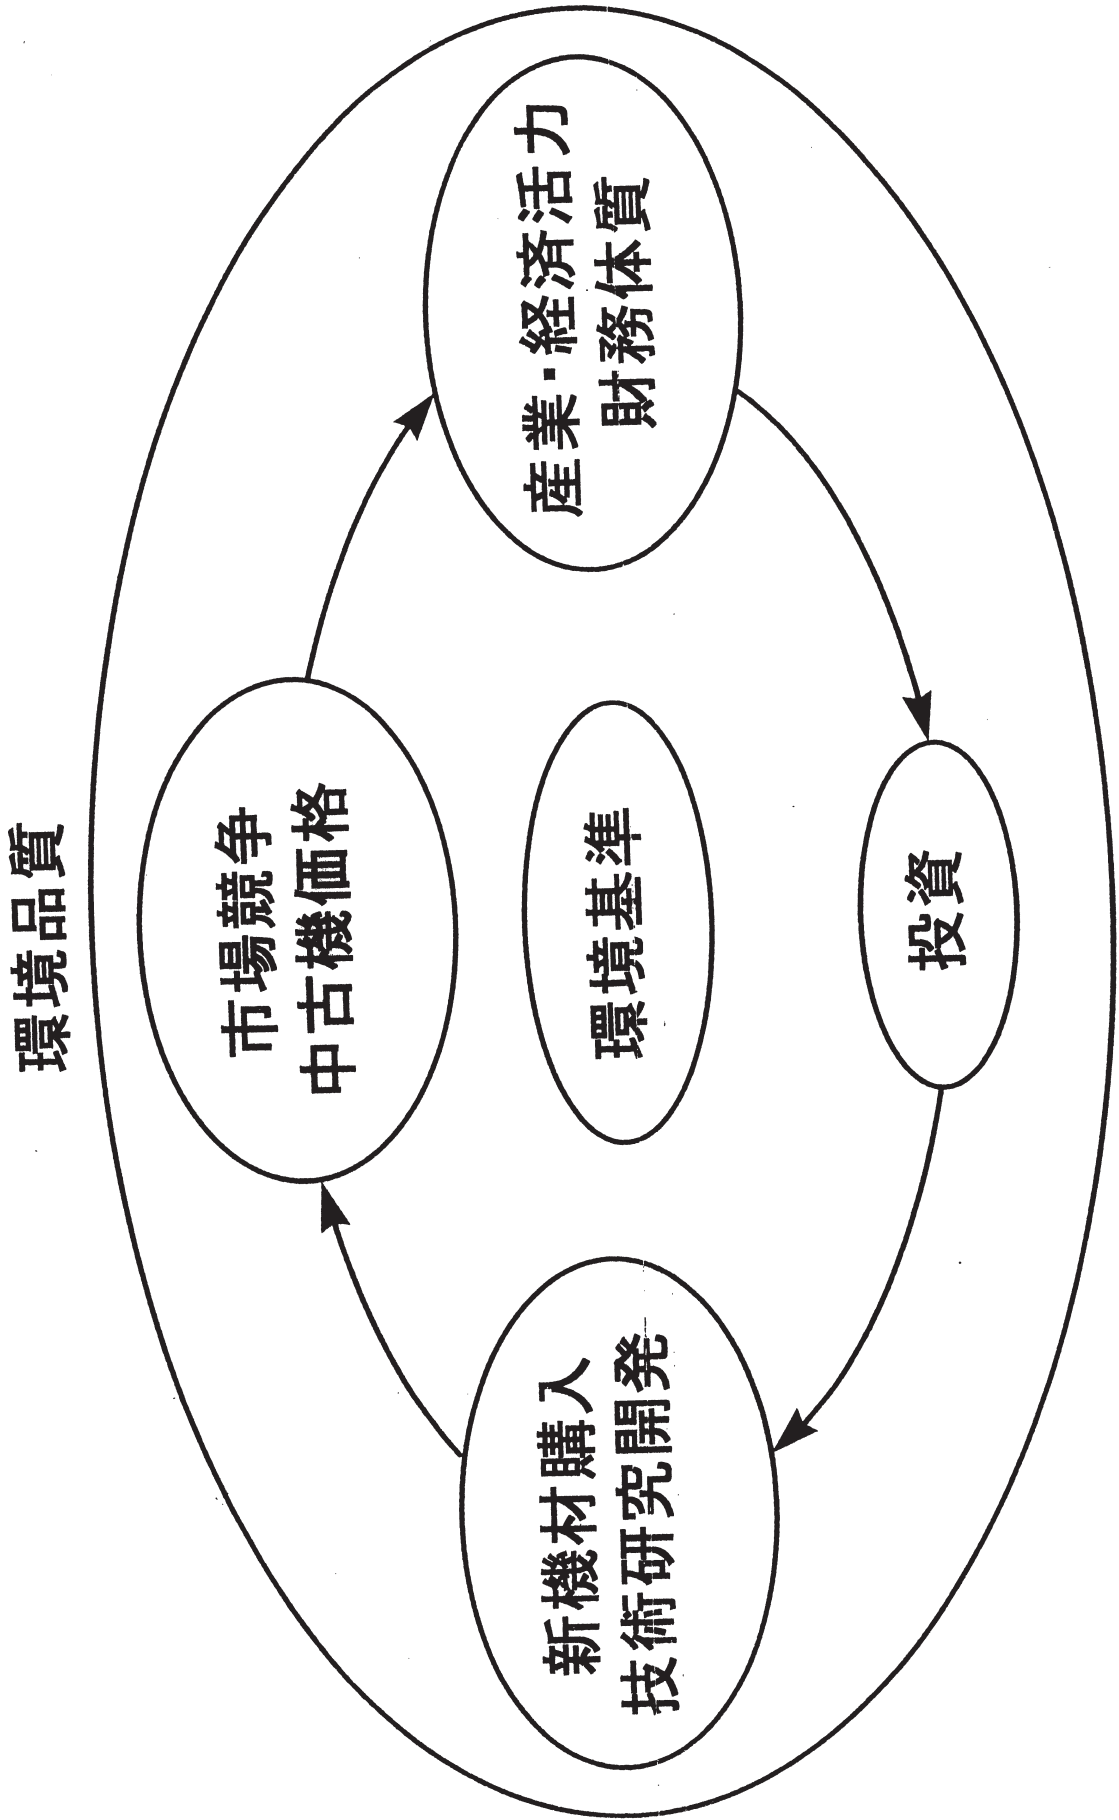 環境品質
市場競争
中古機価格
産業・経済活力
財務体質
環境基準
投資
新機材購入
技術研究開発